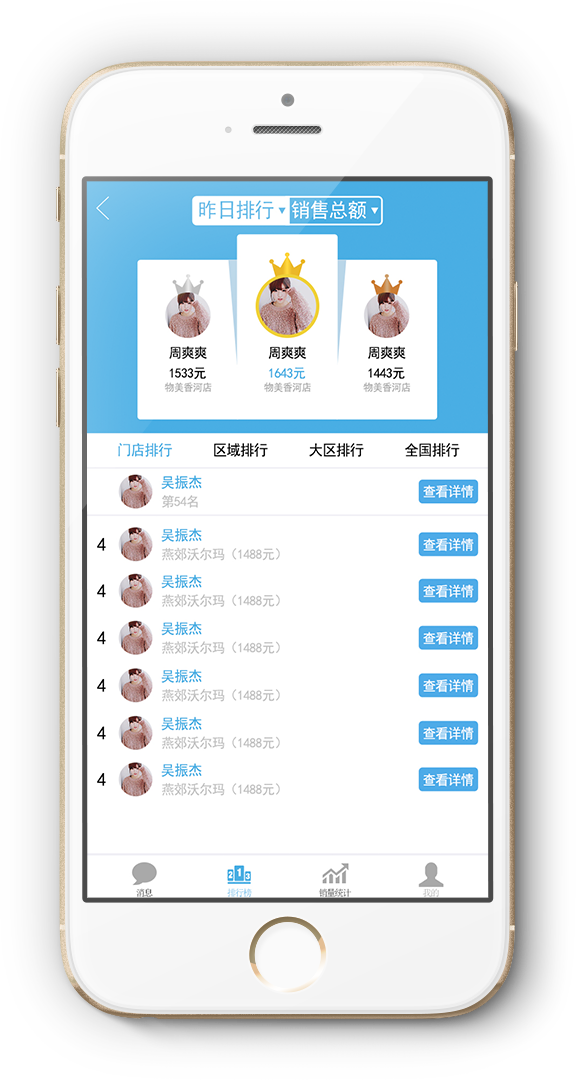 昨日排行▼ 销售总额▼
周爽爽 周爽爽 周爽爽
1533元 1643元 1443元
物美香河店 物美香河店 物美香河店
门店排行 区域排行 大区排行 全国排行
吴振杰
第54名 查看详情
吴振杰
4 燕郊沃尔玛（1488元） 查看详情
吴振杰
4 燕郊沃尔玛（1488元） 查看详情
吴振杰
4 燕郊沃尔玛（1488元） 查看详情
吴振杰
4 燕郊沃尔玛（1488元） 查看详情
吴振杰
4 燕郊沃尔玛（1488元） 查看详情
吴振杰
4 燕郊沃尔玛（1488元） 查看详情
2 1 3
消息 排行榜 销量统计 我的